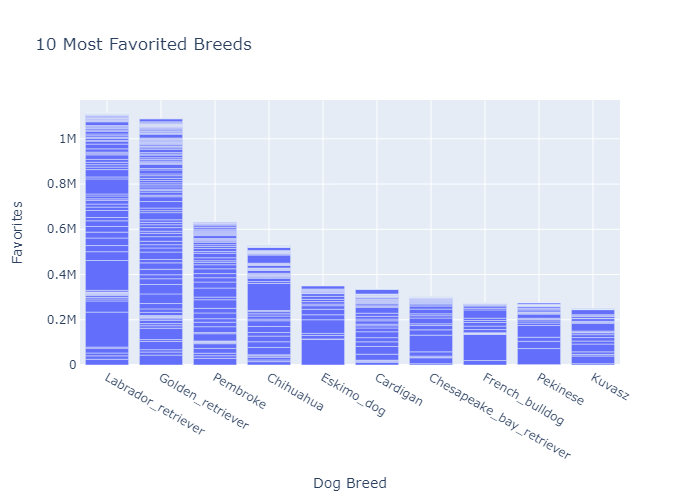 10 Most Favorited Breeds
1M
0.8M
0.6M
0.4M
0.2M
0
Favorites
Labrador_retriever
Golden_retriever
Pembroke
Chihuahua
Eskimo_dog
Cardigan
Chesapeake_bay_retriever
French_bulldog
Pekinese
Kuvasz
Dog Breed